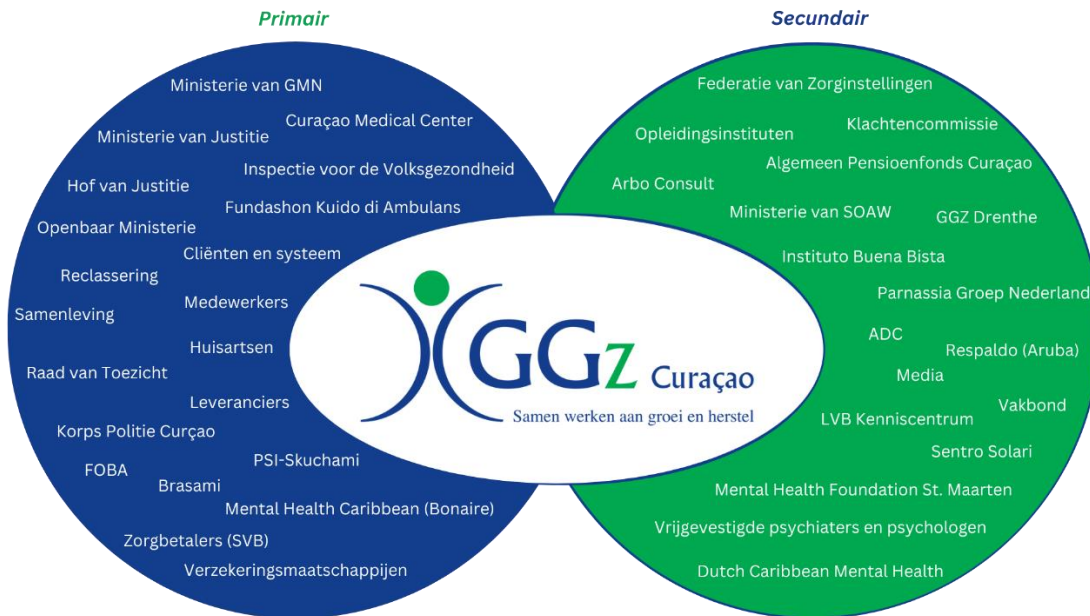 Primair
Secundair
Ministerie van GMN
Curaçao Medical Center
Ministerie van Justitie
Inspectie voor de Volksgezondheid
Hof van Justitie
Fundashon Kuido di Ambulans
Openbaar Ministerie
Cliënten en systeem
Reclassering
Medewerkers
Samenleving
Huisartsen
Raad van Toezicht
Leveranciers
Korps Politie Curçao
PSI-Skuchami
FOBA
Brasami
Mental Health Caribbean (Bonaire)
Zorgbetalers (SVB)
Verzekeringsmaatschappijen
GGz Curaçao
Samen werken aan groei en herstel
Federatie van Zorginstellingen
Klachtencommissie
Opleidingsinstituten
Algemeen Pensioenfonds Curaçao
Arbo Consult
Ministerie van SOAW
GGZ Drenthe
Instituto Buena Bista
Parnassia Groep Nederland
ADC
Respaldo (Aruba)
Media
Vakbond
LVB Kenniscentrum
Sentro Solari
Mental Health Foundation St. Maarten
Vrijgevestigde psychiaters en psychologen
Dutch Caribbean Mental Health